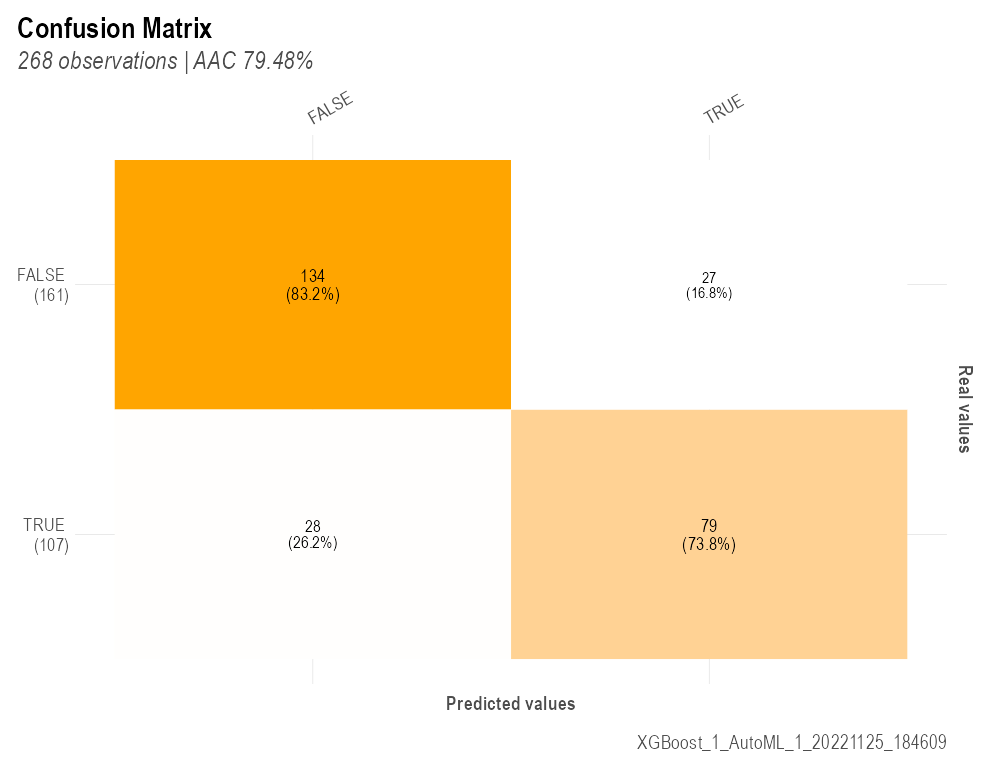 Confusion Matrix
268 observations | AAC 79.48%
FALSE
TRUE
FALSE
(161)
134
(83.2%)
27
(16.8%)
Real values
TRUE
(107)
28
(26.2%)
79
(73.8%)
Predicted values
XGBoost_1_AutoML_1_20221125_184609